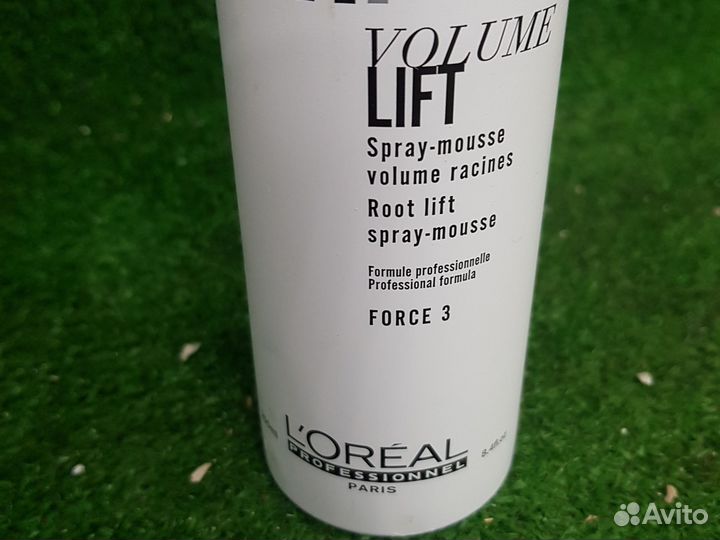 VOLUME
LIFT
Spray-mousse
volume racines
Root lift
spray-mousse
Formule professionnelle
Professional formula
FORCE 3
L'ORÉAL
PROFESSIONNEL
PARIS
Avito